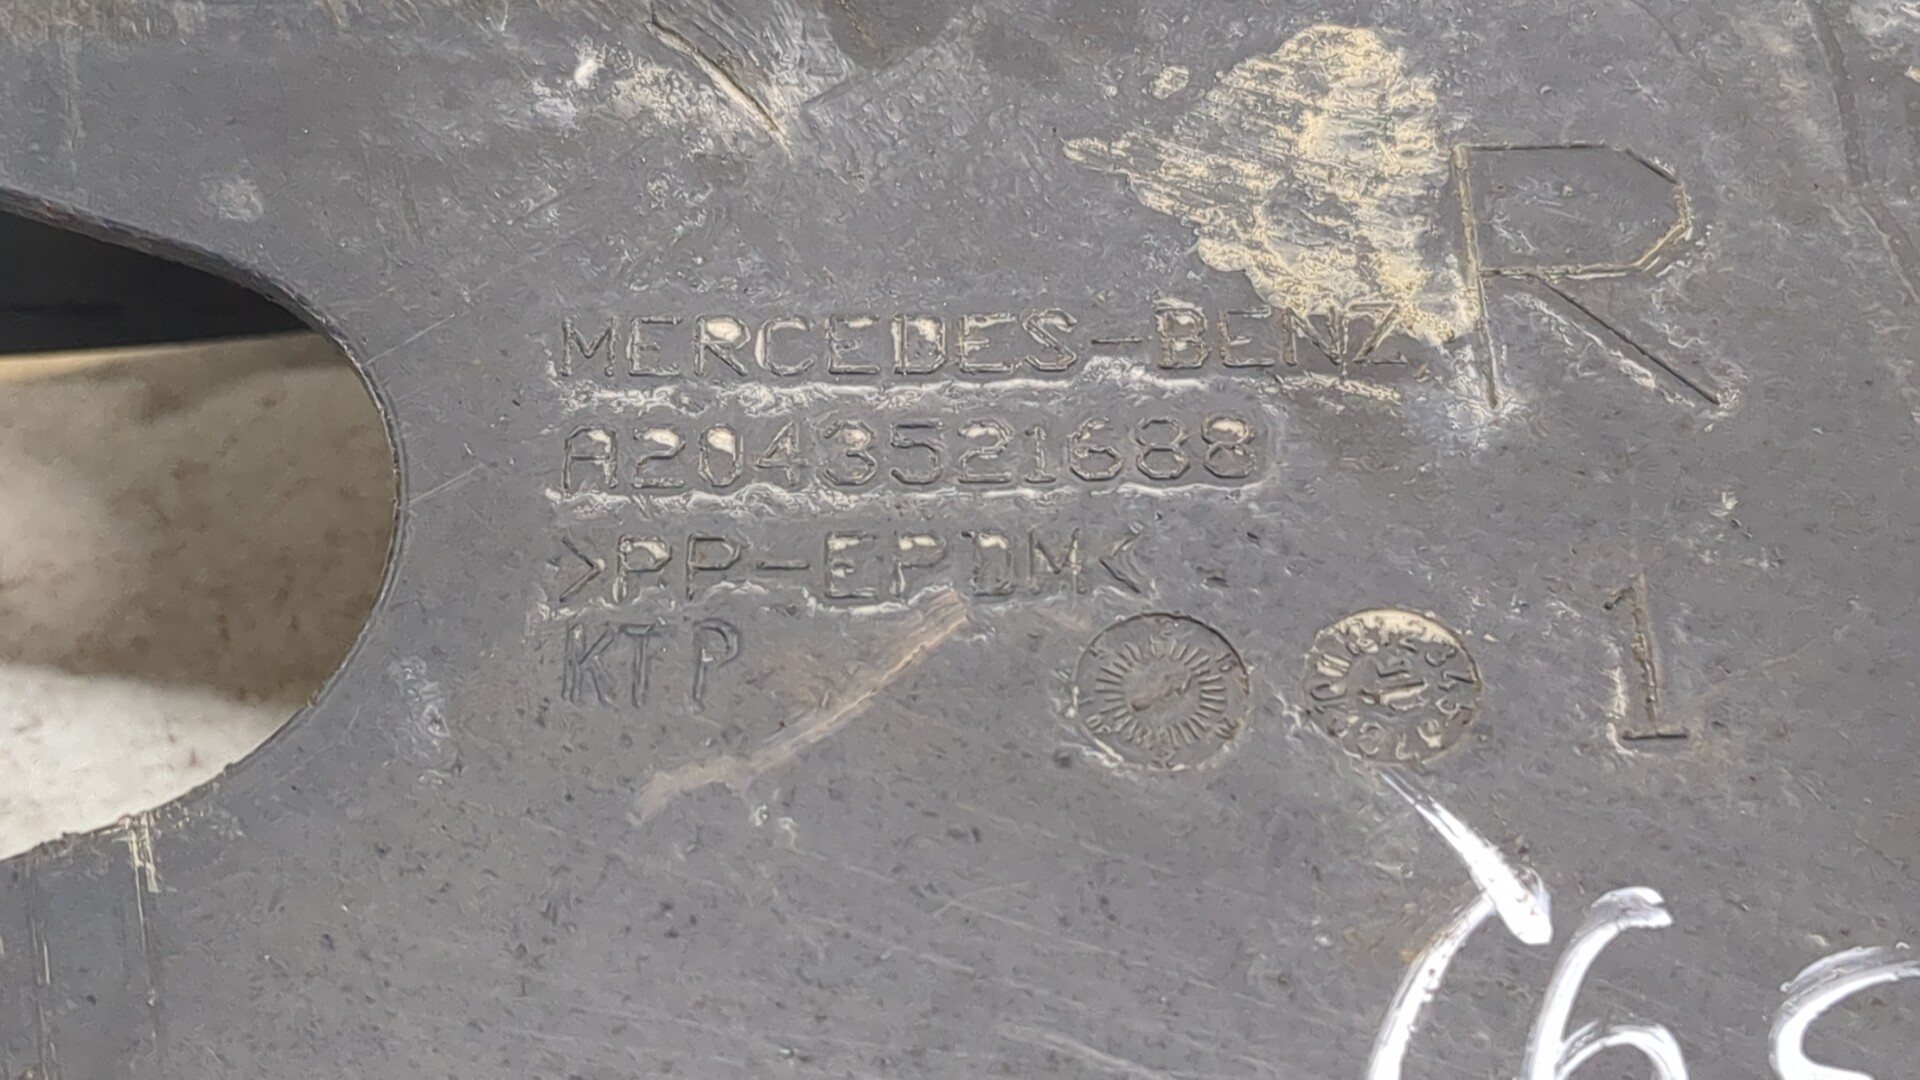 R
MERCEDES-BENZ
A2043521688
>PP-EPDM<
KTP
1